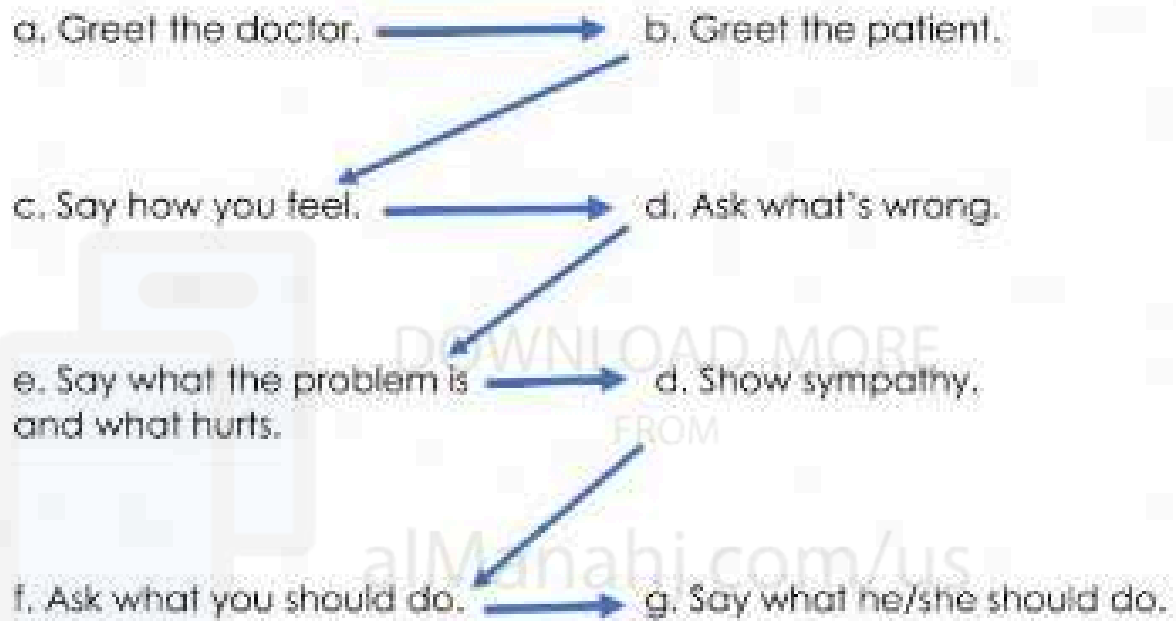 a. Greet the doctor.
b. Greet the patient.
c. Say how you feel.
d. Ask what's wrong.
DOWNLOAD MORE
e. Say what the problem is
and what hurts.
d. Show sympathy.
FROM
alManahj.com/us
f. Ask what you should do.
g. Say what he/she should do.